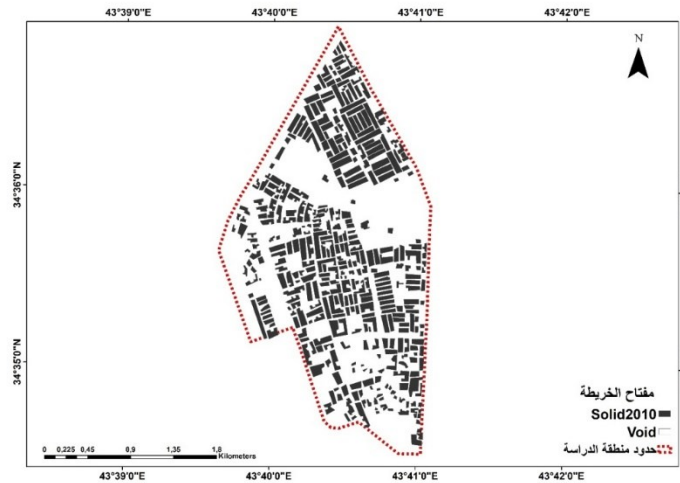 43°39'0"E 43°40'0"E 43°41'0"E 43°42'0"E
N
34°36'0"N
34°35'0"N
مفتاح الخريطة
Solid2010
Void
حدود منطقة الدراسة
0 0,225 0,45 0,9 1,35 1,8
Kilometers
43°39'0"E 43°40'0"E 43°41'0"E 43°42'0"E